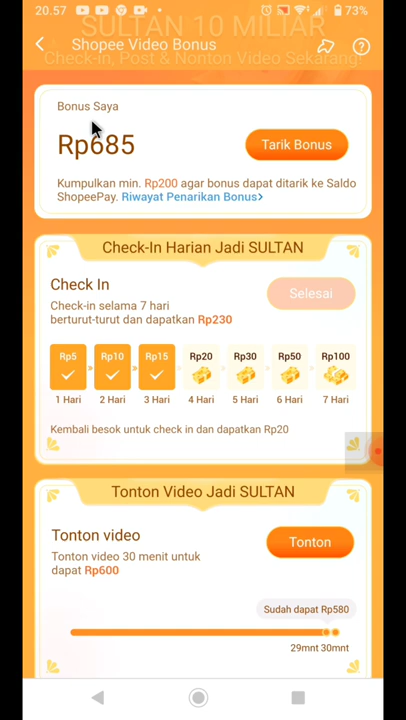 20.57
73%
SULTAN 10 MILIAR
Shopee Video Bonus
Check-in, Post & Nonton Video Sekarang!
Bonus Saya
Rp685
Tarik Bonus
Kumpulkan min. Rp200 agar bonus dapat ditarik ke Saldo
ShopeePay. Riwayat Penarikan Bonus>
Check-In Harian Jadi SULTAN
Check In
Selesai
Check-in selama 7 hari
berturut-turut dan dapatkan Rp230
Rp5 Rp10 Rp15 Rp20 Rp30 Rp50 Rp100
1 Hari 2 Hari 3 Hari 4 Hari 5 Hari 6 Hari 7 Hari
Kembali besok untuk check in dan dapatkan Rp20
Tonton Video Jadi SULTAN
Tonton video
Tonton
Tonton video 30 menit untuk
dapat Rp600
Sudah dapat Rp580
29mnt 30mnt